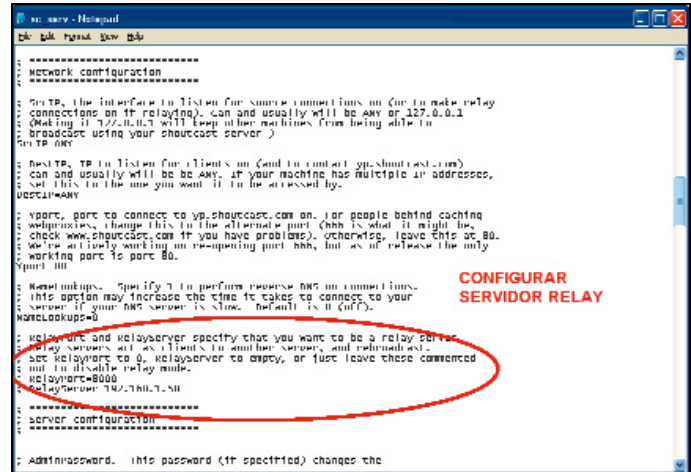 sc_serv - Notepad
File Edit Format View Help
; ============================
; Network configuration
; ============================
; SrcIP, the interface to listen for source connections on (or to make relay
; connections on if relaying). Can and usually will be ANY or 127.0.0.1
; (Making it 127.0.0.1 will keep other machines from being able to
; broadcast using your shoutcast server )
SrcIP=ANY
; DestIP, IP to listen for clients on (and to contact yp.shoutcast.com)
; can and usually will be be ANY. If your machine has multiple IP addresses,
; set this to the one you want it to be accessed by.
DestIP=ANY
; Yport, port to connect to yp.shoutcast.com on. For people behind caching
; webproxies, change this to the alternate port (666 is what it might be,
; check www.shoutcast.com if you have problems). Otherwise, leave this at 80.
; We're actively working on re-opening port 666, but as of release the only
; working port is port 80.
Yport=80
; NameLookups. Specify 1 to perform reverse DNS on connections.
; This option may increase the time it takes to connect to your
; server if your DNS server is slow. Default is 0 (off).
NameLookups=0
CONFIGURAR
SERVIDOR RELAY
; RelayPort and RelayServer specify that you want to be a relay server.
; Relay servers act as clients to another server, and rebroadcast.
; Set RelayPort to 0, RelayServer to empty, or just leave these commented
; out to disable relay mode.
; RelayPort=8000
; RelayServer=192.168.1.58
; ============================
; Server configuration
; ============================
; AdminPassword. This password (if specified) changes the